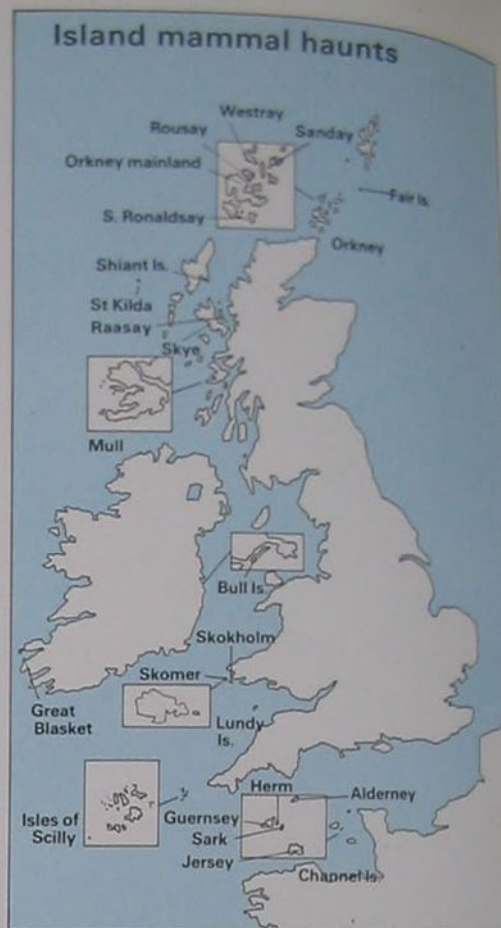 Island mammal haunts
Westray
Rousay
Sanday
Orkney mainland
Fair Is.
S. Ronaldsay
Orkney
Shiant Is.
St Kilda
Raasay
Skye
Mull
Bull Is.
Skokholm
Skomer
Great
Blasket
Lundy
Is.
Herm
Alderney
Isles of
Scilly
Guernsey
Sark
Jersey
Channel Is.